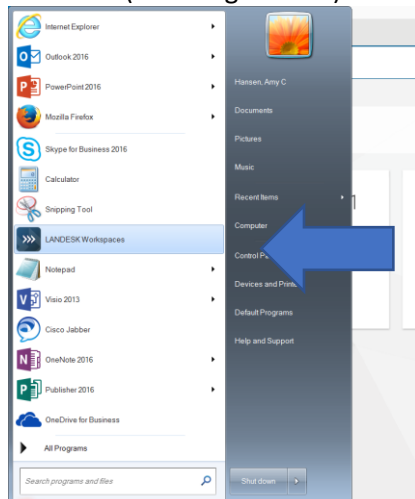 Internet Explorer
Outlook 2016
PowerPoint 2016
Mozilla Firefox
Skype for Business 2016
Calculator
Snipping Tool
LANDESK Workspaces
Notepad
Visio 2013
Cisco Jabber
OneNote 2016
Publisher 2016
OneDrive for Business
All Programs
Search programs and files
Hansen, Amy C
Documents
Pictures
Music
Recent Items
Computer
Control P
Devices and Print
Default Programs
Help and Support
Shut down